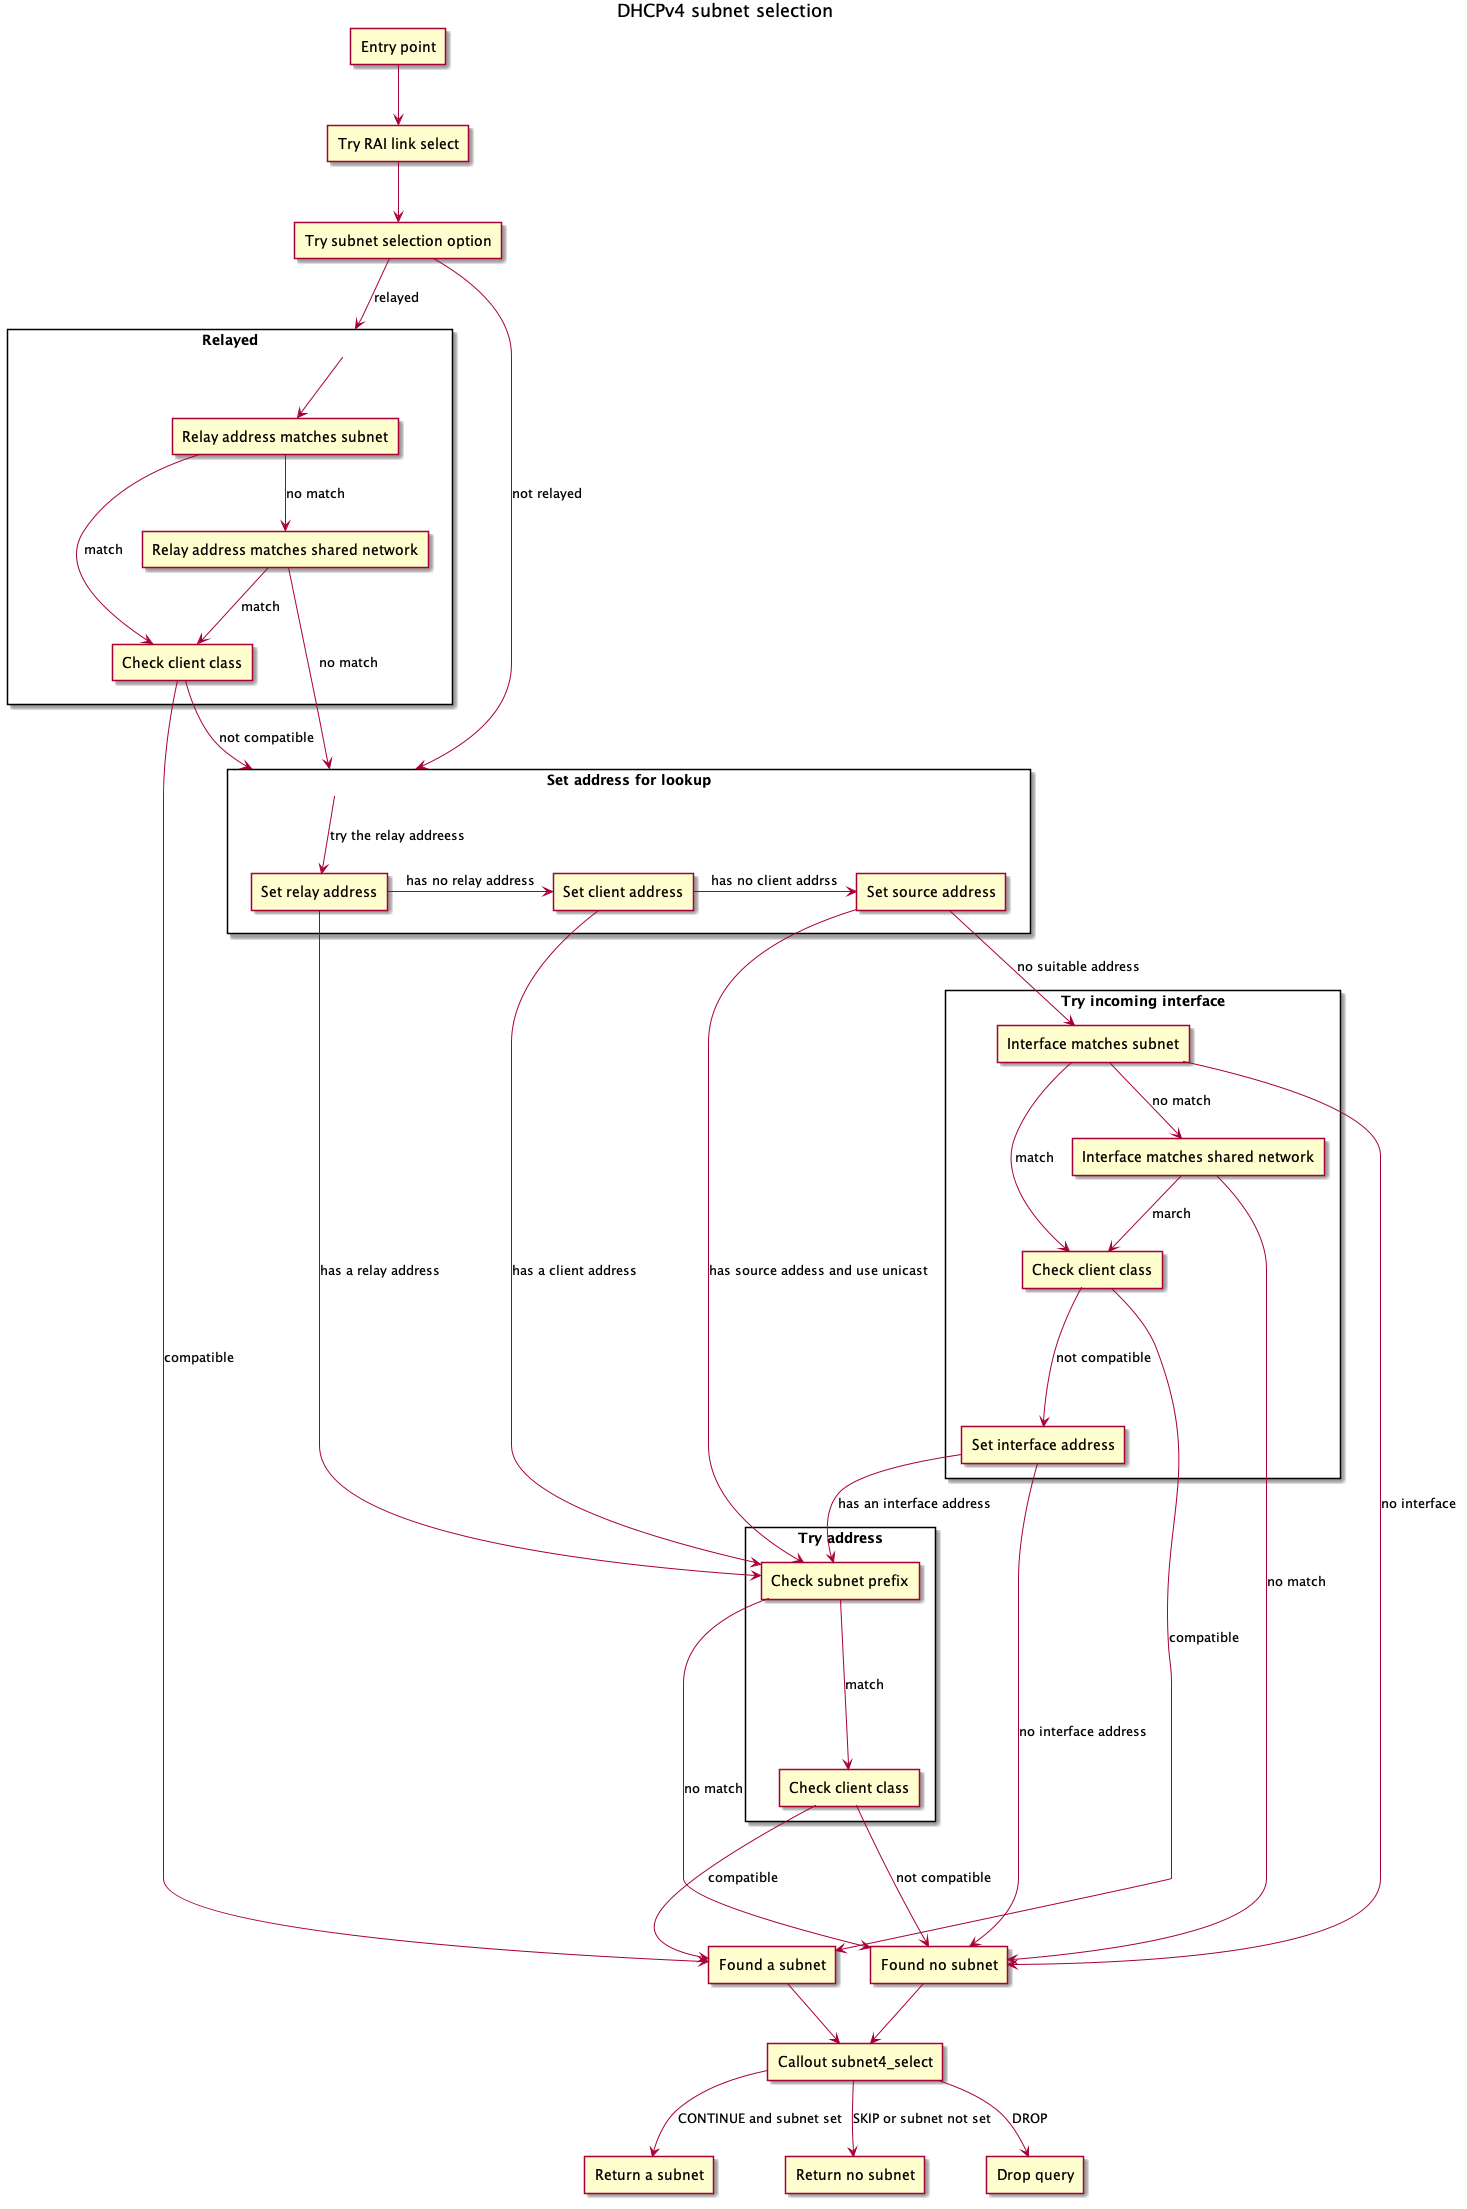 DHCPv4 subnet selection
Entry point
Try RAI link select
Try subnet selection option
relayed
Relayed
Relay address matches subnet
no match
not relayed
match
Relay address matches shared network
match
no match
Check client class
not compatible
Set address for lookup
try the relay addreess
Set relay address
has no relay address
Set client address
has no client addrss
Set source address
no suitable address
Try incoming interface
Interface matches subnet
no match
match
Interface matches shared network
march
has a relay address
has a client address
has source addess and use unicast
Check client class
compatible
not compatible
Set interface address
has an interface address
no interface
Try address
Check subnet prefix
no match
compatible
match
no interface address
no match
Check client class
compatible
not compatible
Found a subnet
Found no subnet
Callout subnet4_select
CONTINUE and subnet set
SKIP or subnet not set
DROP
Return a subnet
Return no subnet
Drop query